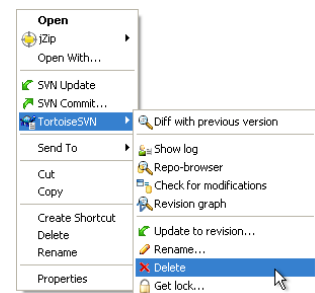 Open
jZip
Open With...
SVN Update
SVN Commit...
TortoiseSVN
Send To
Cut
Copy
Create Shortcut
Delete
Rename
Properties
Diff with previous version
Show log
Repo-browser
Check for modifications
Revision graph
Update to revision...
Rename...
Delete
Get lock...